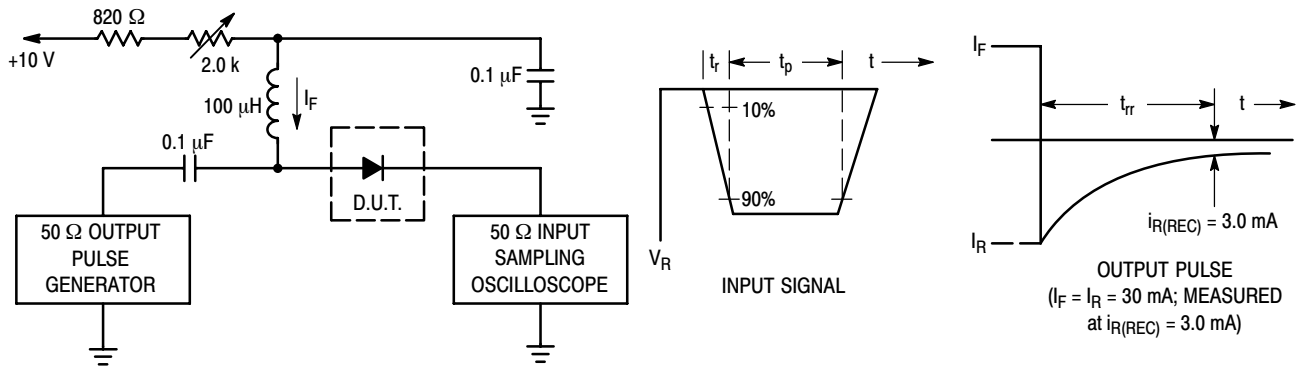 820 Ω
+10 V
2.0 k
100 μH
I_F
0.1 μF
0.1 μF
D.U.T.
50 Ω OUTPUT
PULSE
GENERATOR
50 Ω INPUT
SAMPLING
OSCILLOSCOPE
t_r
t_p
t
10%
90%
V_R
INPUT SIGNAL
I_F
t_rr
t
I_R
i_R(REC) = 3.0 mA
OUTPUT PULSE
(I_F = I_R = 30 mA; MEASURED
at i_R(REC) = 3.0 mA)